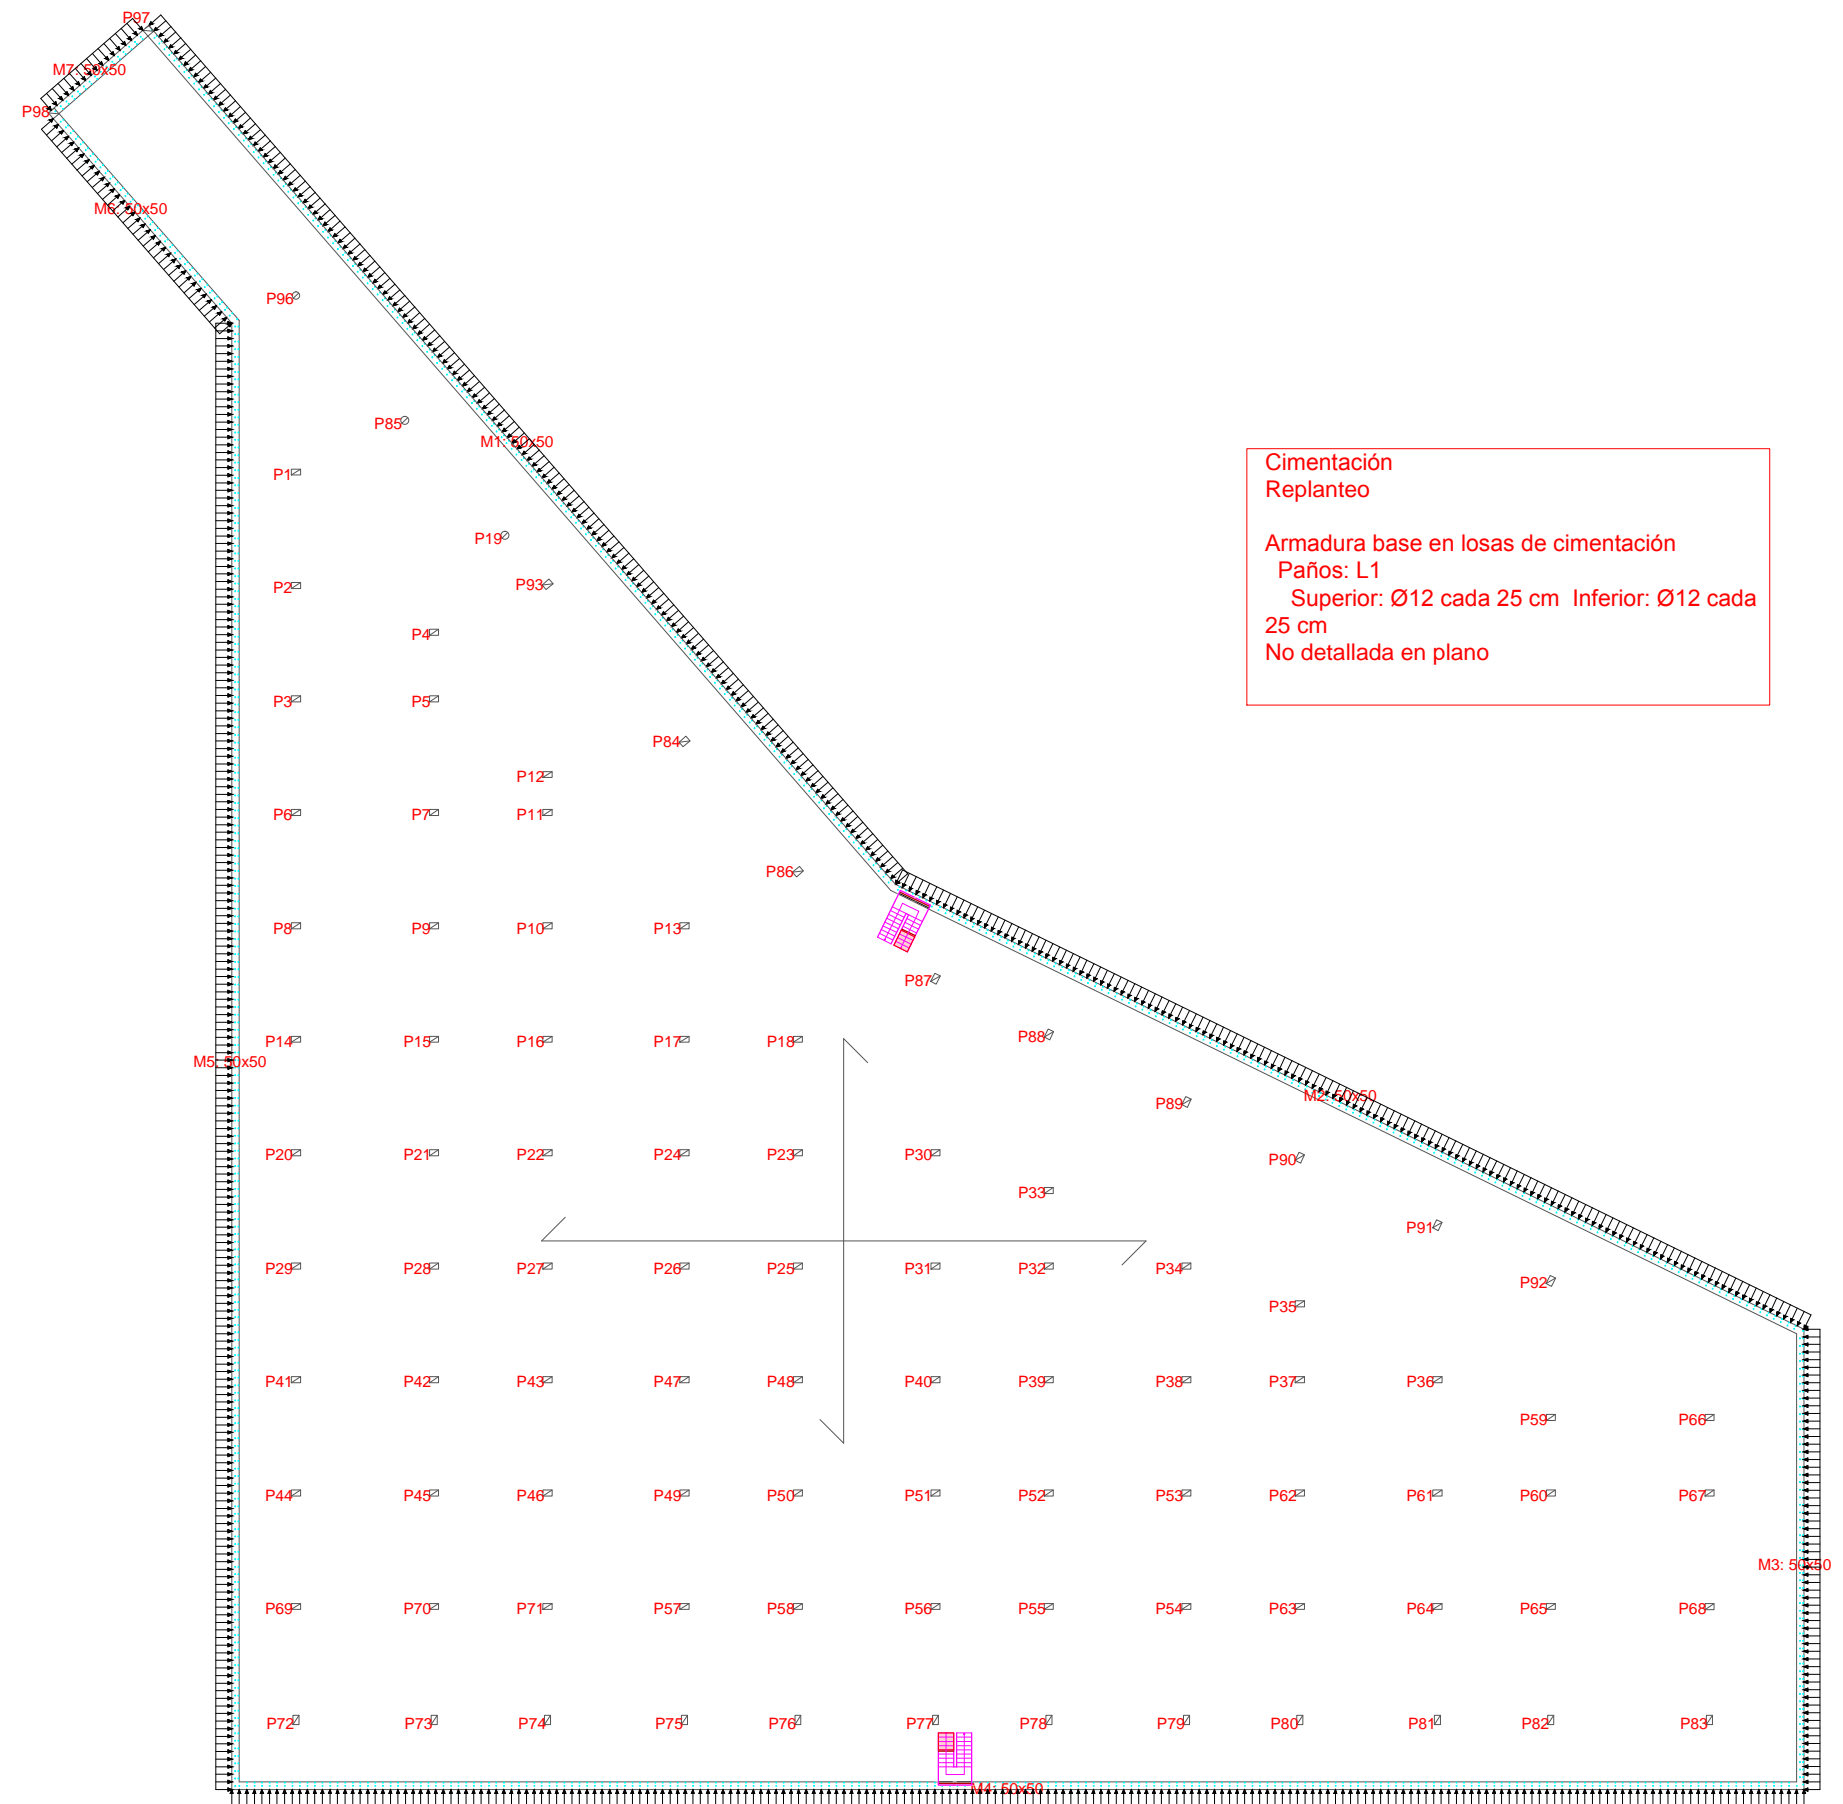 P97
M7: 50x50
P98
M6: 50x50
P96
P85
M1: 50x50
Cimentación
Replanteo
P1
P19
Armadura base en losas de cimentación
Paños: L1
P2
P93
Superior: Ø12 cada 25 cm Inferior: Ø12 cada
25 cm
P4
No detallada en plano
P3 P5
P84
P12
P6 P7 P11
P86
P8 P9 P10 P13
P87
P88
P14 P15 P16 P17 P18
M5: 50x50
M2: 50x50
P89
P20 P21 P22 P24 P23 P30
P90
P33
P91
P29 P28 P27 P26 P25 P31 P32 P34
P92
P35
P41 P42 P43 P47 P48 P40 P39 P38 P37 P36
P59 P66
P44 P45 P46 P49 P50 P51 P52 P53 P62 P61 P60 P67
M3: 50x50
P69 P70 P71 P57 P58 P56 P55 P54 P63 P64 P65 P68
P72 P73 P74 P75 P76 P77 P78 P79 P80 P81 P82 P83
M4: 50x50